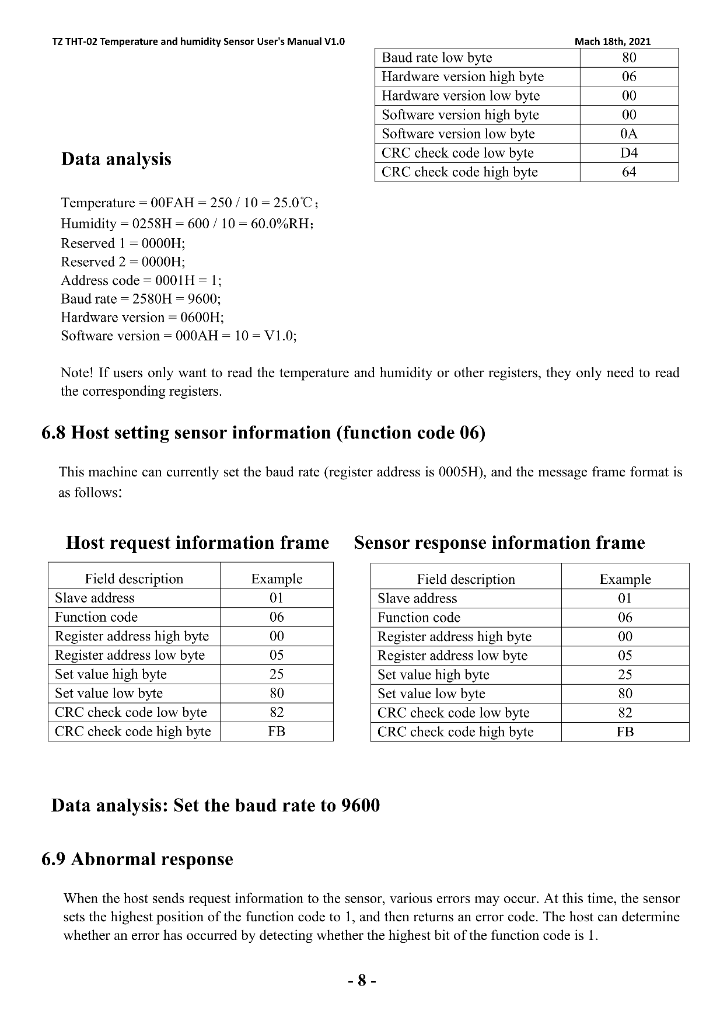 TZ THT-02 Temperature and humidity Sensor User's Manual V1.0 Mach 18th, 2021
Baud rate low byte 80
Hardware version high byte 06
Hardware version low byte 00
Software version high byte 00
Software version low byte 0A
CRC check code low byte D4
CRC check code high byte 64
Data analysis
Temperature = 00FAH = 250 / 10 = 25.0℃;
Humidity = 0258H = 600 / 10 = 60.0%RH;
Reserved 1 = 0000H;
Reserved 2 = 0000H;
Address code = 0001H = 1;
Baud rate = 2580H = 9600;
Hardware version = 0600H;
Software version = 000AH = 10 = V1.0;
Note! If users only want to read the temperature and humidity or other registers, they only need to read
the corresponding registers.
6.8 Host setting sensor information (function code 06)
This machine can currently set the baud rate (register address is 0005H), and the message frame format is
as follows:
Host request information frame
Field description Example
Slave address 01
Function code 06
Register address high byte 00
Register address low byte 05
Set value high byte 25
Set value low byte 80
CRC check code low byte 82
CRC check code high byte FB
Sensor response information frame
Field description Example
Slave address 01
Function code 06
Register address high byte 00
Register address low byte 05
Set value high byte 25
Set value low byte 80
CRC check code low byte 82
CRC check code high byte FB
Data analysis: Set the baud rate to 9600
6.9 Abnormal response
When the host sends request information to the sensor, various errors may occur. At this time, the sensor
sets the highest position of the function code to 1, and then returns an error code. The host can determine
whether an error has occurred by detecting whether the highest bit of the function code is 1.
- 8 -